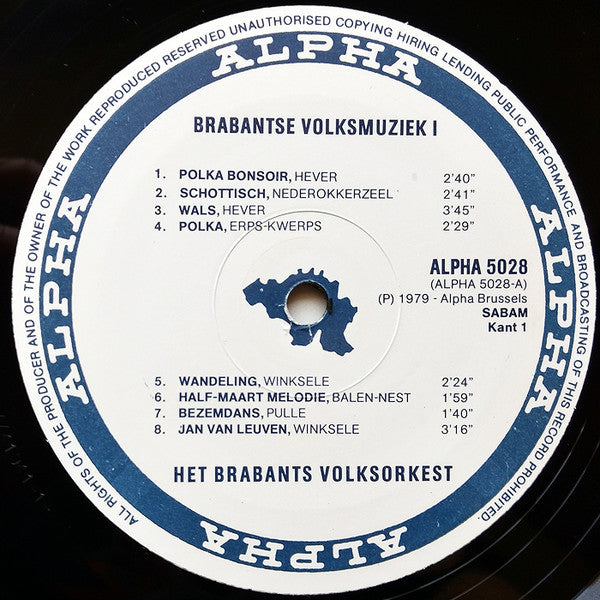 ALL RIGHTS OF THE PRODUCER AND OF THE OWNER OF THE WORK REPRODUCED RESERVED UNAUTHORISED COPYING HIRING LENDING PUBLIC PERFORMANCE AND BROADCASTING OF THIS RECORD PROHIBITED.
ALPHA
ALPHA
ALPHA
ALPHA
ALPHA
BRABANTSE VOLKSMUZIEK I
1. POLKA BONSOIR, HEVER 2'40"
2. SCHOTTISCH, NEDEROKKERZEEL 2'41"
3. WALS, HEVER 3'45"
4. POLKA, ERPS-KWERPS 2'29"
ALPHA 5028
(ALPHA 5028-A)
(P) 1979 - Alpha Brussels
SABAM
Kant 1
5. WANDELING, WINKSELE 2'24"
6. HALF-MAART MELODIE, BALEN-NEST 1'59"
7. BEZEMDANS, PULLE 1'40"
8. JAN VAN LEUVEN, WINKSELE 3'16"
HET BRABANTS VOLKSORKEST